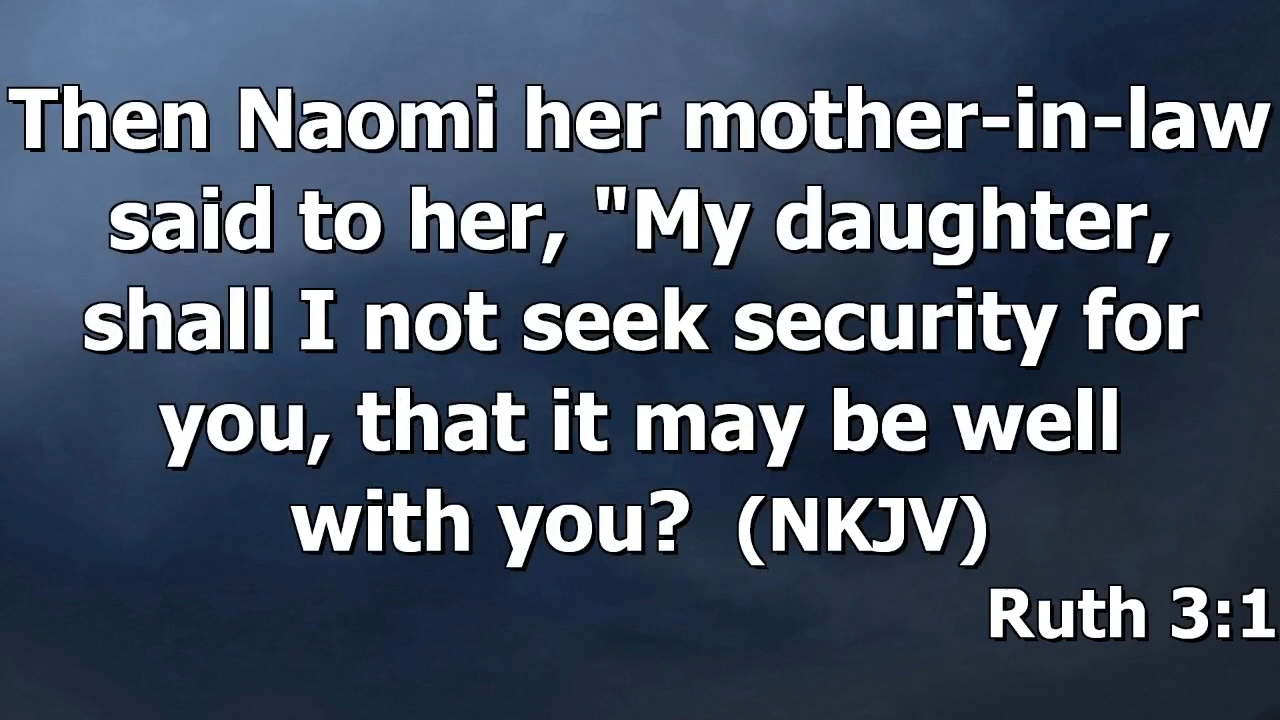 Then Naomi her mother-in-law
said to her, "My daughter,
shall I not seek security for
you, that it may be well
with you?  (NKJV)
Ruth 3:1